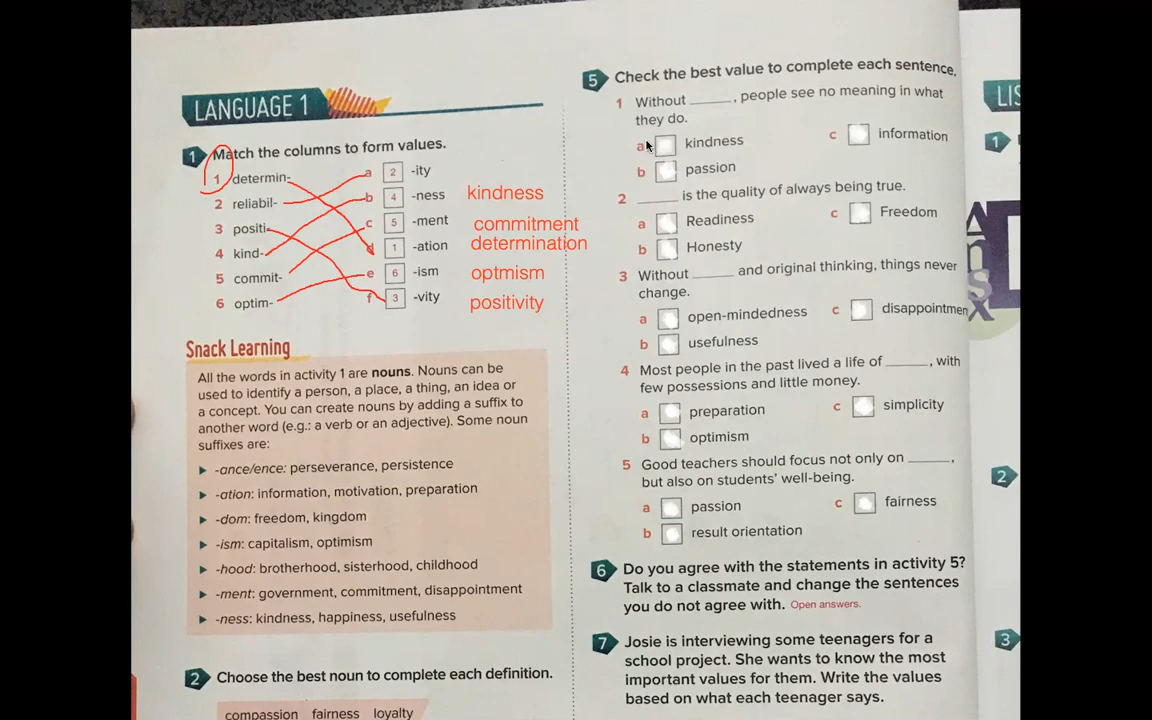 LANGUAGE 1
1 Match the columns to form values.
1 determin- a 2 -ity
2 reliabil- b 4 -ness kindness
3 positi- c 5 -ment commitment
4 kind- d 1 -ation determination
5 commit- e 6 -ism optmism
6 optim- f 3 -vity positivity
Snack Learning
All the words in activity 1 are nouns. Nouns can be
used to identify a person, a place, a thing, an idea or
a concept. You can create nouns by adding a suffix to
another word (e.g.: a verb or an adjective). Some noun
suffixes are:
-ance/ence: perseverance, persistence
-ation: information, motivation, preparation
-dom: freedom, kingdom
-ism: capitalism, optimism
-hood: brotherhood, sisterhood, childhood
-ment: government, commitment, disappointment
-ness: kindness, happiness, usefulness
2 Choose the best noun to complete each definition.
compassion fairness loyalty
5 Check the best value to complete each sentence.
1 Without _____, people see no meaning in what
they do.
a kindness c information
b passion
2 _____ is the quality of always being true.
a Readiness c Freedom
b Honesty
3 Without _____ and original thinking, things never
change.
a open-mindedness c disappointmen
b usefulness
4 Most people in the past lived a life of _____, with
few possessions and little money.
a preparation c simplicity
b optimism
5 Good teachers should focus not only on _____,
but also on students' well-being.
a passion c fairness
b result orientation
6 Do you agree with the statements in activity 5?
Talk to a classmate and change the sentences
you do not agree with. Open answers.
7 Josie is interviewing some teenagers for a
school project. She wants to know the most
important values for them. Write the values
based on what each teenager says.
LIS
1
2
3